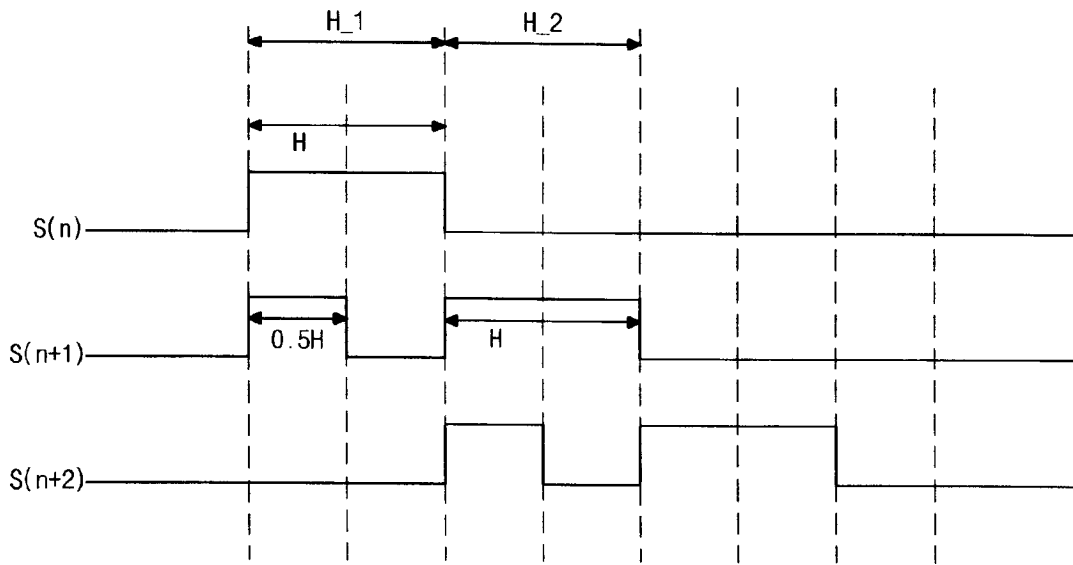 H_1
H_2
H
S(n)
0.5H
H
S(n+1)
S(n+2)